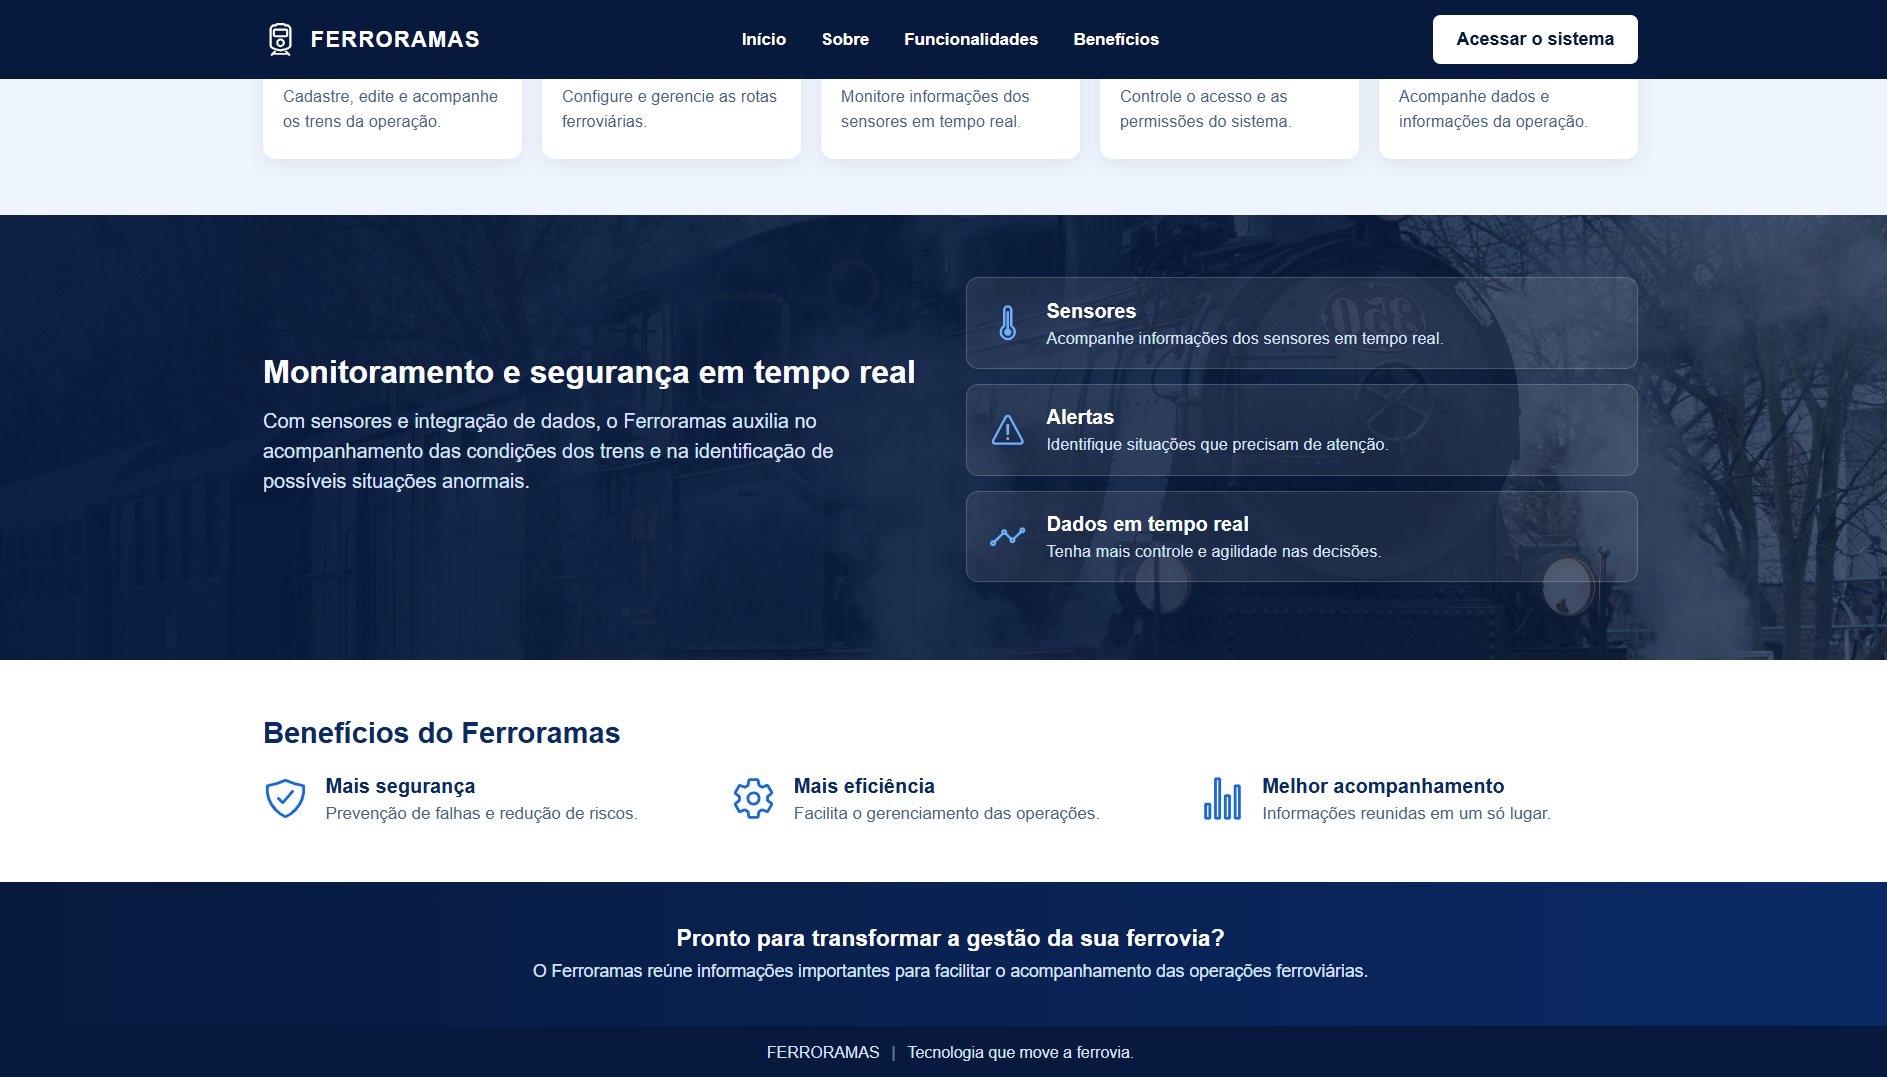 FERRORAMAS
Início Sobre Funcionalidades Benefícios
Acessar o sistema
Cadastre, edite e acompanhe
os trens da operação.
Configure e gerencie as rotas
ferroviárias.
Monitore informações dos
sensores em tempo real.
Controle o acesso e as
permissões do sistema.
Acompanhe dados e
informações da operação.
Monitoramento e segurança em tempo real
Com sensores e integração de dados, o Ferroramas auxilia no
acompanhamento das condições dos trens e na identificação de
possíveis situações anormais.
350
Sensores
Acompanhe informações dos sensores em tempo real.
Alertas
Identifique situações que precisam de atenção.
Dados em tempo real
Tenha mais controle e agilidade nas decisões.
Benefícios do Ferroramas
Mais segurança
Prevenção de falhas e redução de riscos.
Mais eficiência
Facilita o gerenciamento das operações.
Melhor acompanhamento
Informações reunidas em um só lugar.
Pronto para transformar a gestão da sua ferrovia?
O Ferroramas reúne informações importantes para facilitar o acompanhamento das operações ferroviárias.
FERRORAMAS | Tecnologia que move a ferrovia.